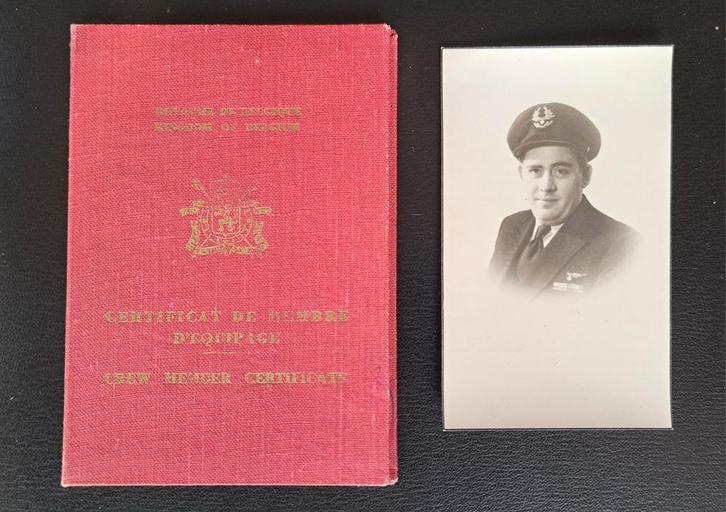 ROYAUME DE BELGIQUE
KINGDOM OF BELGIUM
CERTIFICAT DE MEMBRE
D'EQUIPAGE
CREW MEMBER CERTIFICATE